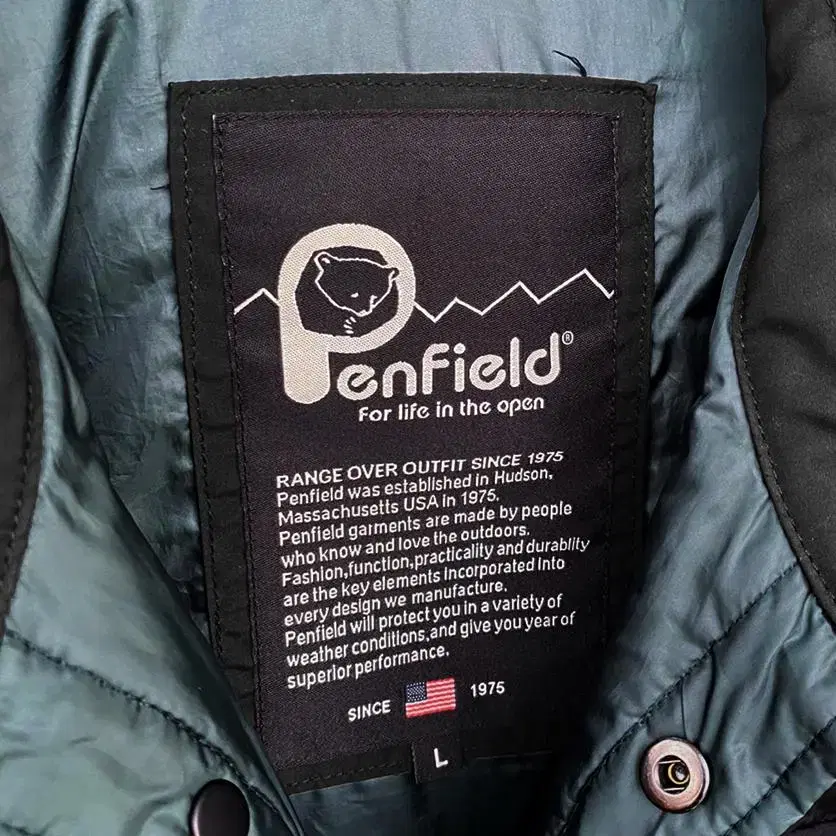 Penfield®
For life in the open
RANGE OVER OUTFIT SINCE 1975
Penfield was established in Hudson,
Massachusetts USA in 1975.
Penfield garments are made by people
who know and love the outdoors.
Fashion,function,practicality and durablity
are the key elements incorporated into
every design we manufacture.
Penfield will protect you in a variety of
weather conditions,and give you year of
superior performance.
SINCE 1975
L